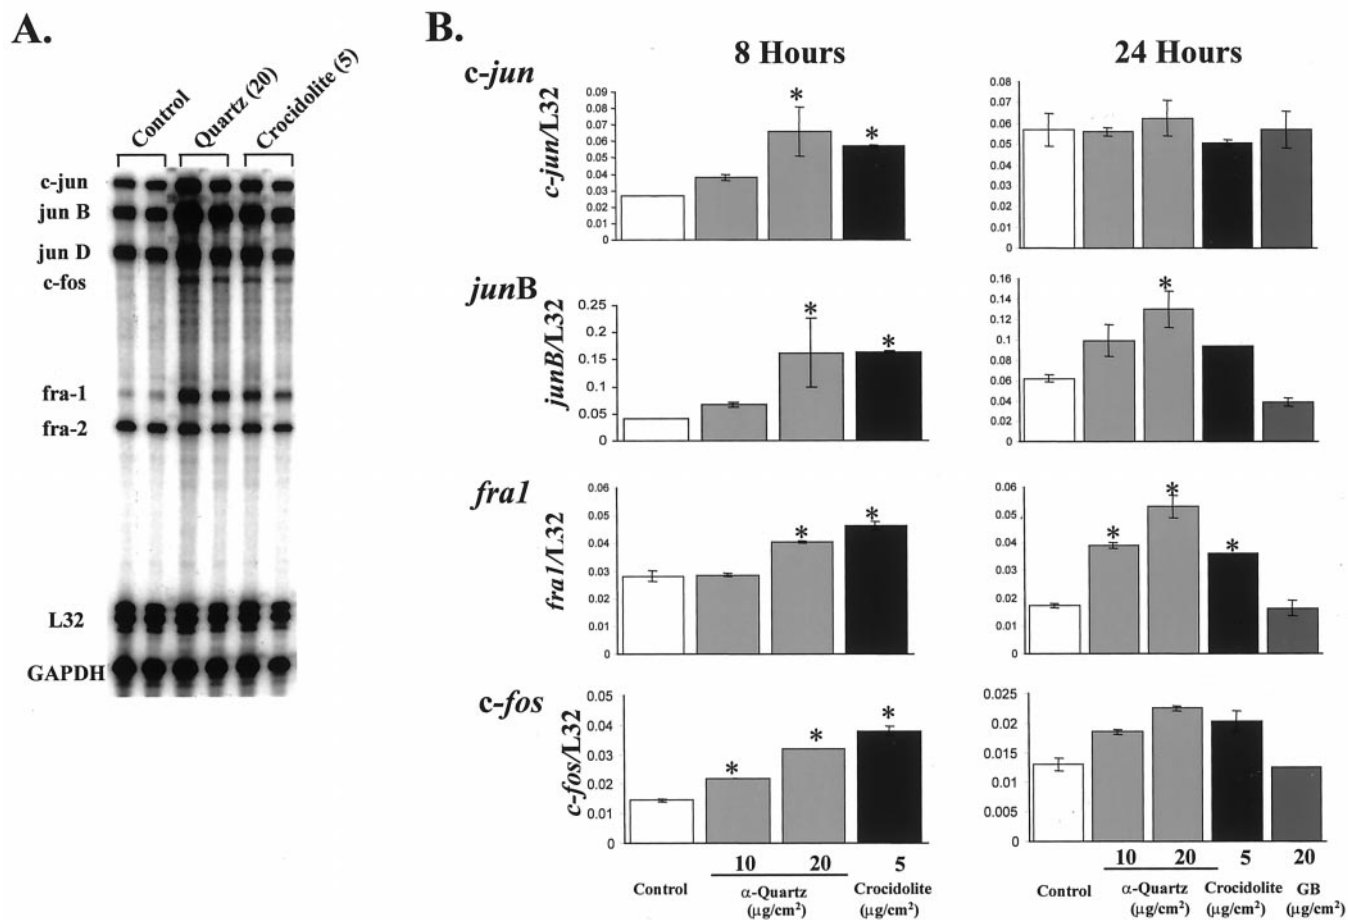 A.
Control
Quartz (20)
Crocidolite (5)
c-jun
jun B
jun D
c-fos
fra-1
fra-2
L32
GAPDH
B.
8 Hours
24 Hours
c-jun
c-jun/L32
0.09
0.08
0.07
0.06
0.05
0.04
0.03
0.02
0.01
0
*
*
0.08
0.07
0.06
0.05
0.04
0.03
0.02
0.01
0
junB
junB/L32
0.25
0.2
0.15
0.1
0.05
0
*
*
0.16
0.14
0.12
0.1
0.08
0.06
0.04
0.02
0
*
fra1
fra1/L32
0.06
0.05
0.04
0.03
0.02
0.01
0
*
*
0.06
0.05
0.04
0.03
0.02
0.01
0
*
*
*
c-fos
c-fos/L32
0.05
0.04
0.03
0.02
0.01
0
*
*
*
0.025
0.02
0.015
0.01
0.005
0
10 20 5
Control α-Quartz Crocidolite
(μg/cm²) (μg/cm²)
10 20 5 20
Control α-Quartz Crocidolite GB
(μg/cm²) (μg/cm²) (μg/cm²)